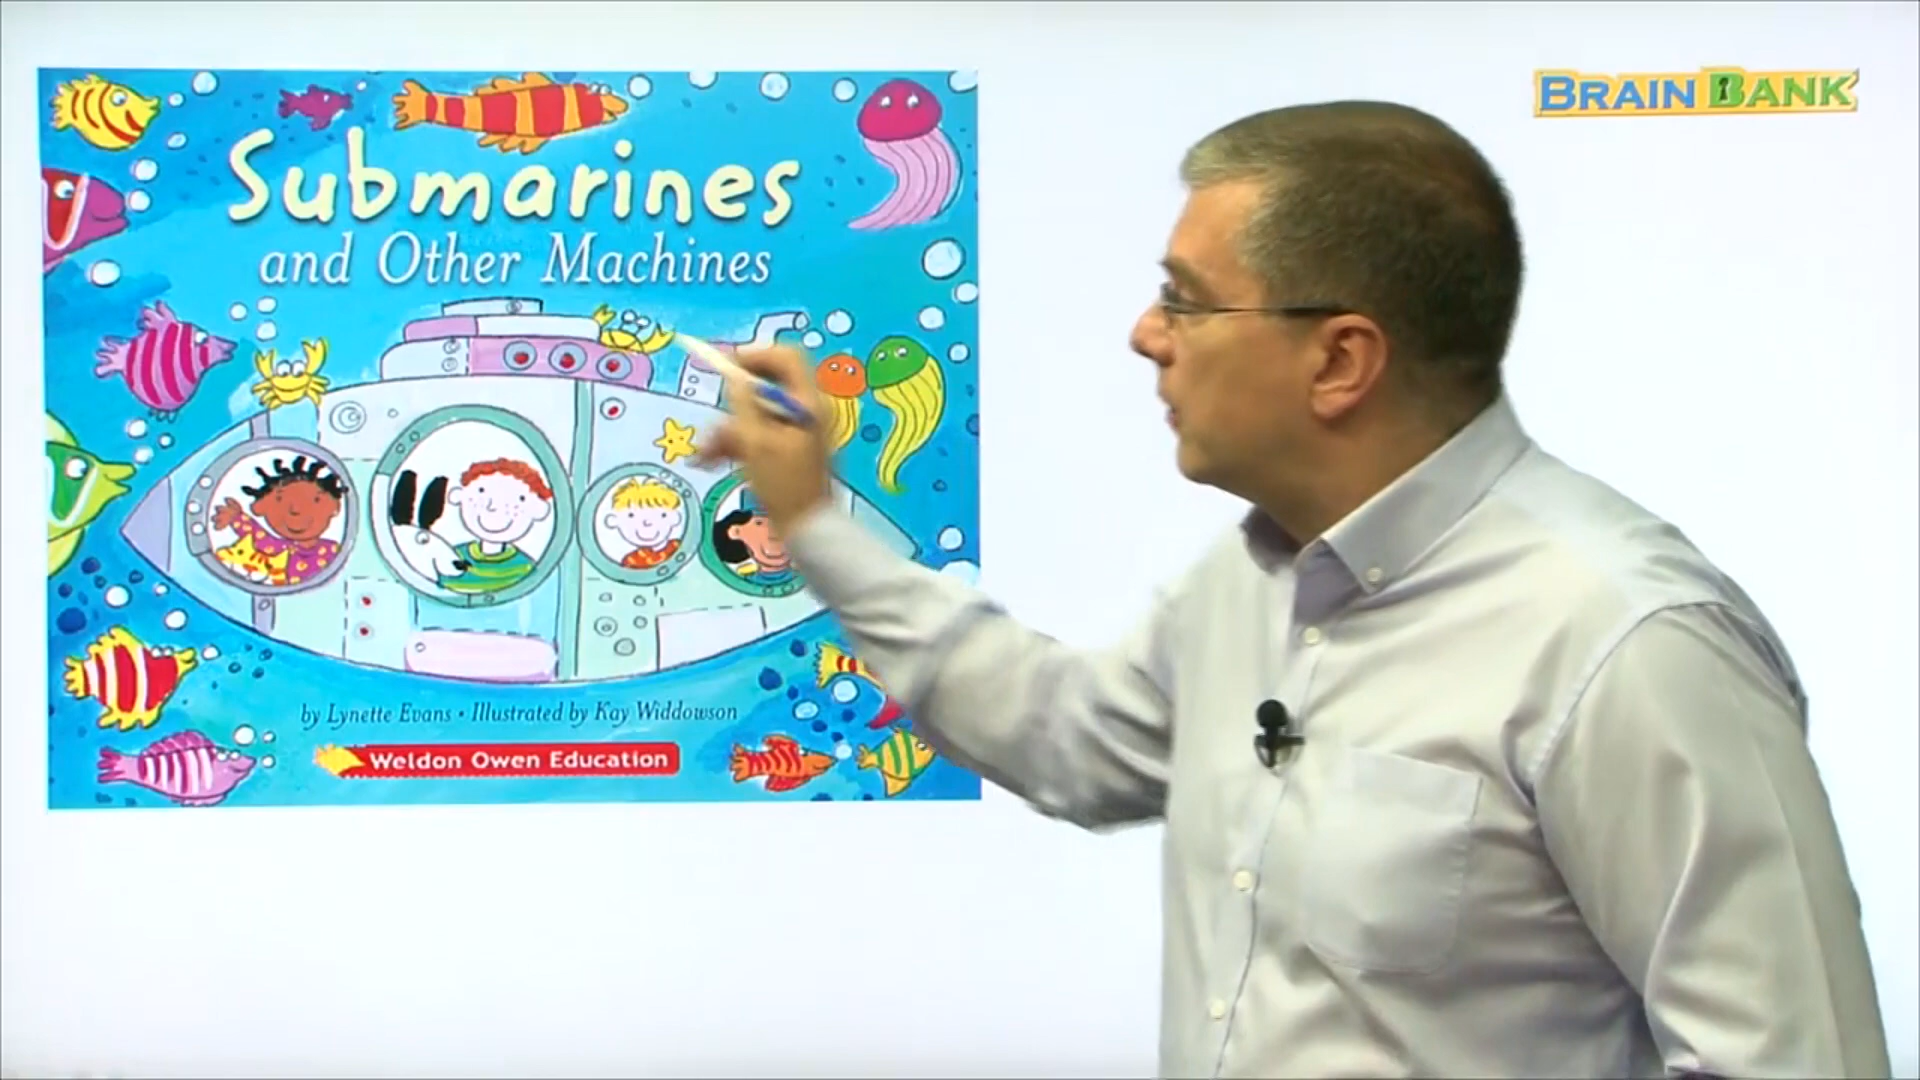 BRAIN BANK
Submarines
and Other Machines
by Lynette Evans • Illustrated by Kay Widdowson
Weldon Owen Education